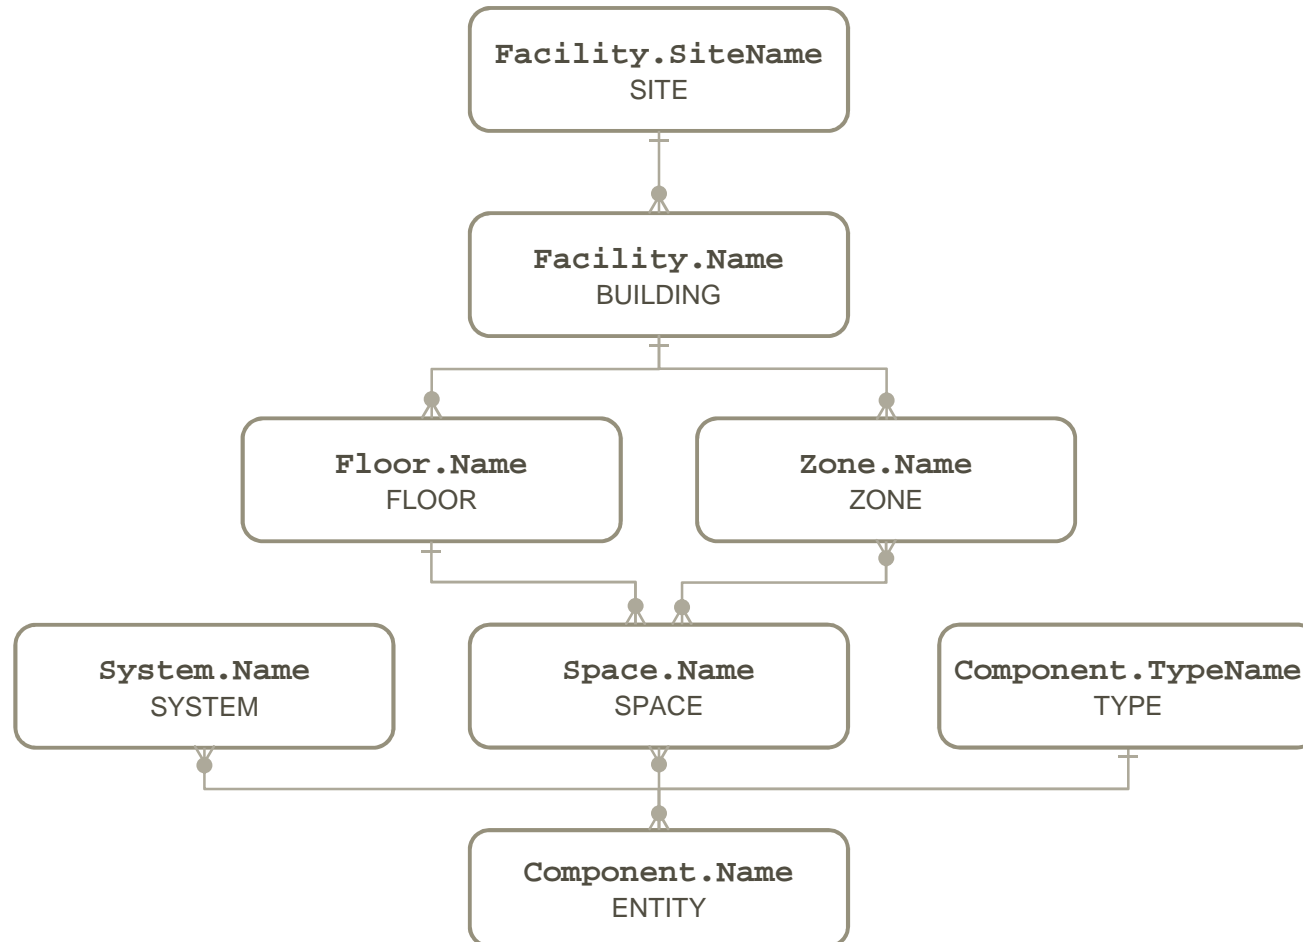 Facility.SiteName
SITE
Facility.Name
BUILDING
Floor.Name
FLOOR
Zone.Name
ZONE
System.Name
SYSTEM
Space.Name
SPACE
Component.TypeName
TYPE
Component.Name
ENTITY